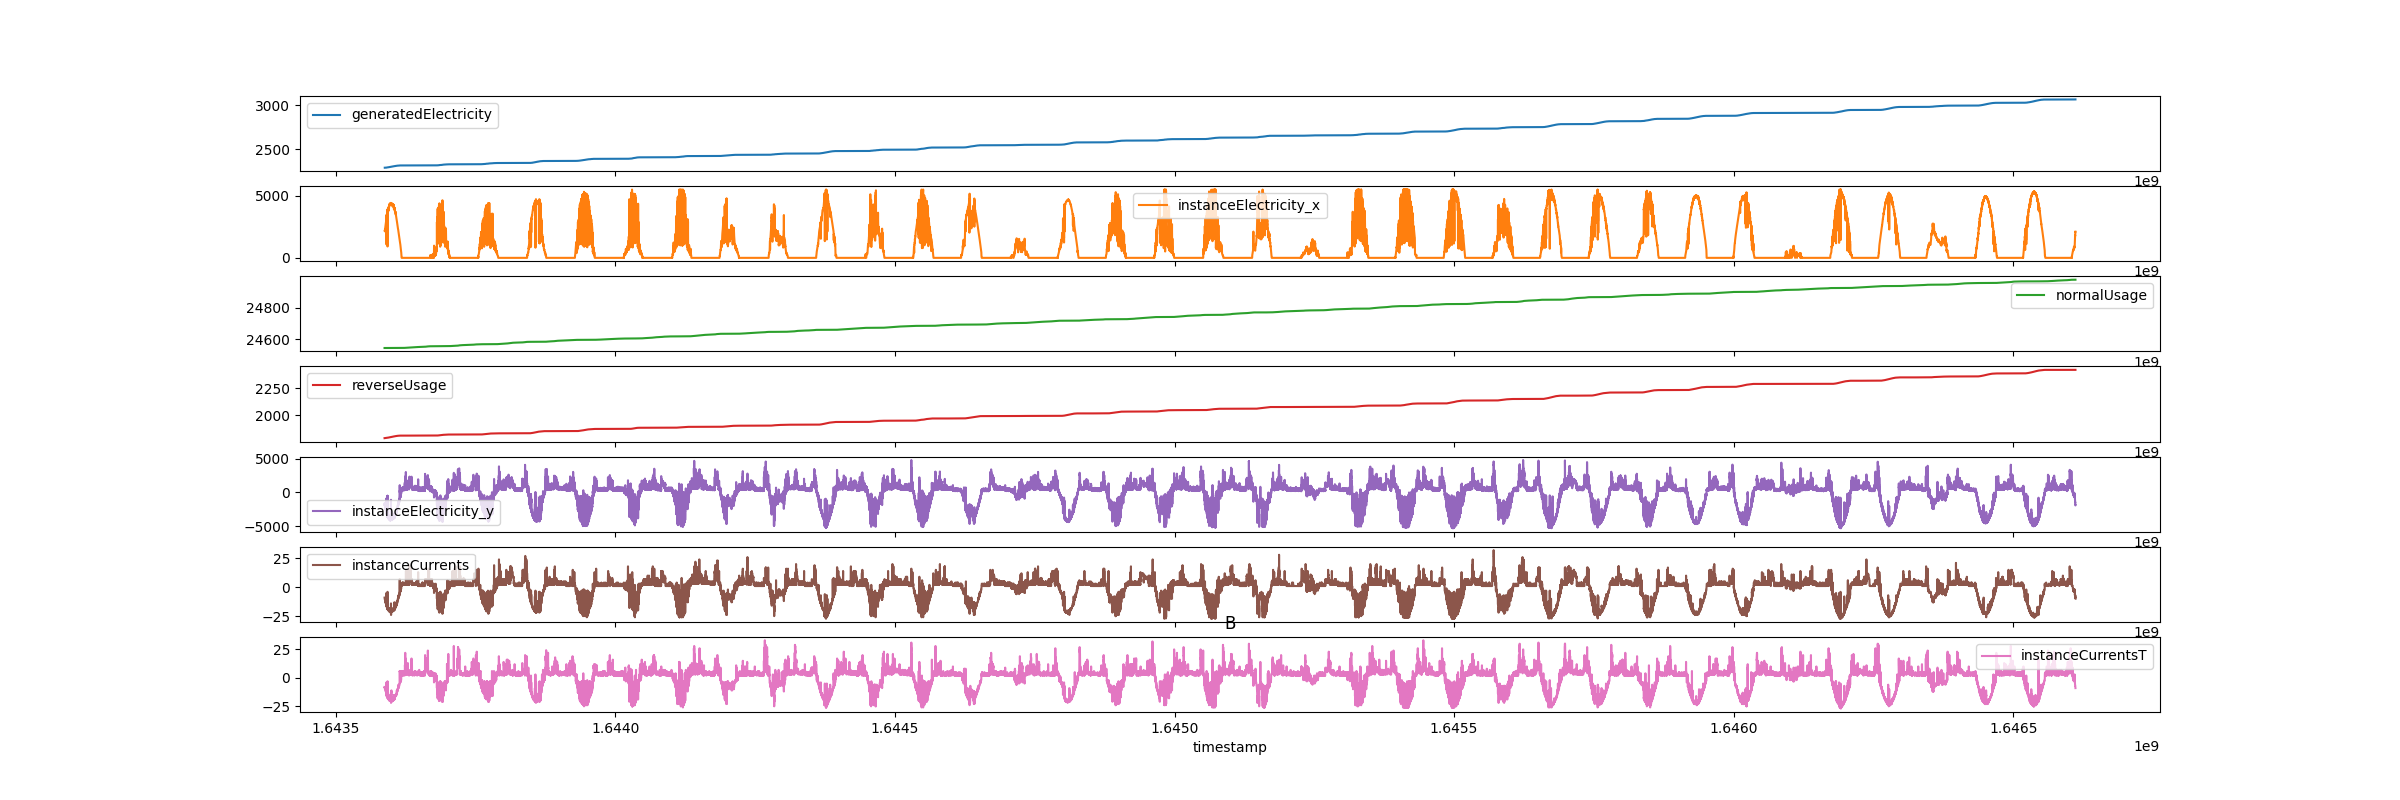 3000
2500
generatedElectricity
1e9
5000
0
instanceElectricity_x
1e9
24800
24600
normalUsage
1e9
2250
2000
reverseUsage
1e9
5000
0
−5000
instanceElectricity_y
1e9
25
0
−25
instanceCurrents
1e9
B
25
0
−25
instanceCurrentsT
1.6435 1.6440 1.6445 1.6450 1.6455 1.6460 1.6465
timestamp 1e9